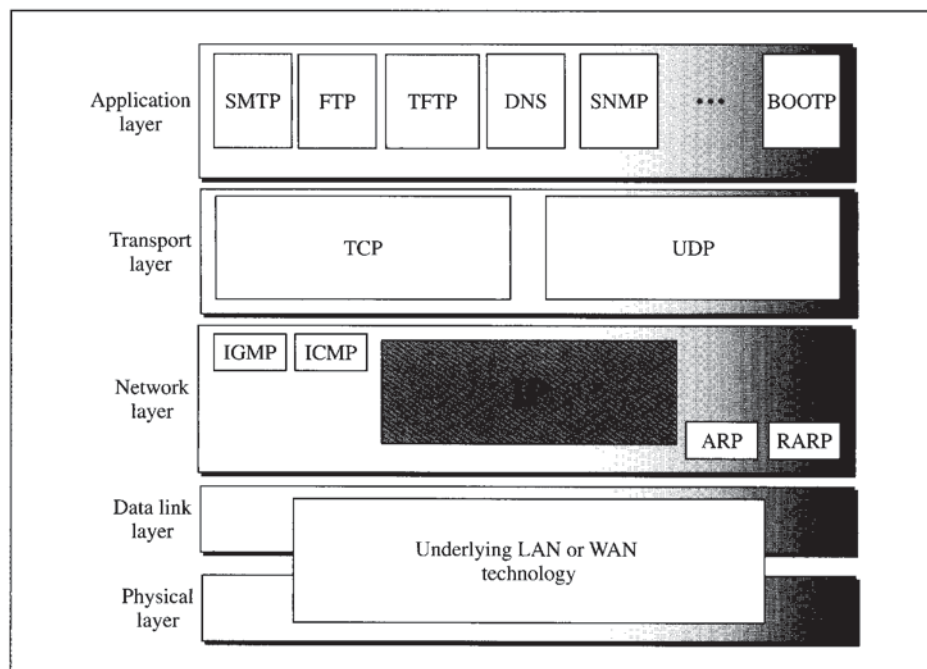 Application
layer
SMTP
FTP
TFTP
DNS
SNMP
...
BOOTP
Transport
layer
TCP
UDP
Network
layer
IGMP
ICMP
ARP
RARP
Data link
layer
Underlying LAN or WAN
technology
Physical
layer